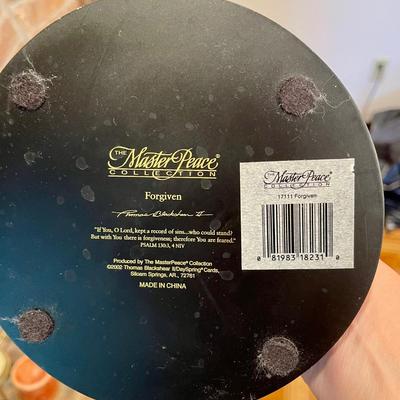 THE
MasterPeace®
COLLECTION
Forgiven
Thomas Blackshear II
"If You, O Lord, kept a record of sins...who could stand?
But with You there is forgiveness; therefore You are feared."
PSALM 130:3, 4 NIV
Produced by The MasterPeace® Collection
©2002 Thomas Blackshear II/DaySpring® Cards,
Siloam Springs, AR., 72761
MADE IN CHINA
THE
MasterPeace®
COLLECTION
17111 Forgiven
0 81983 18231 0